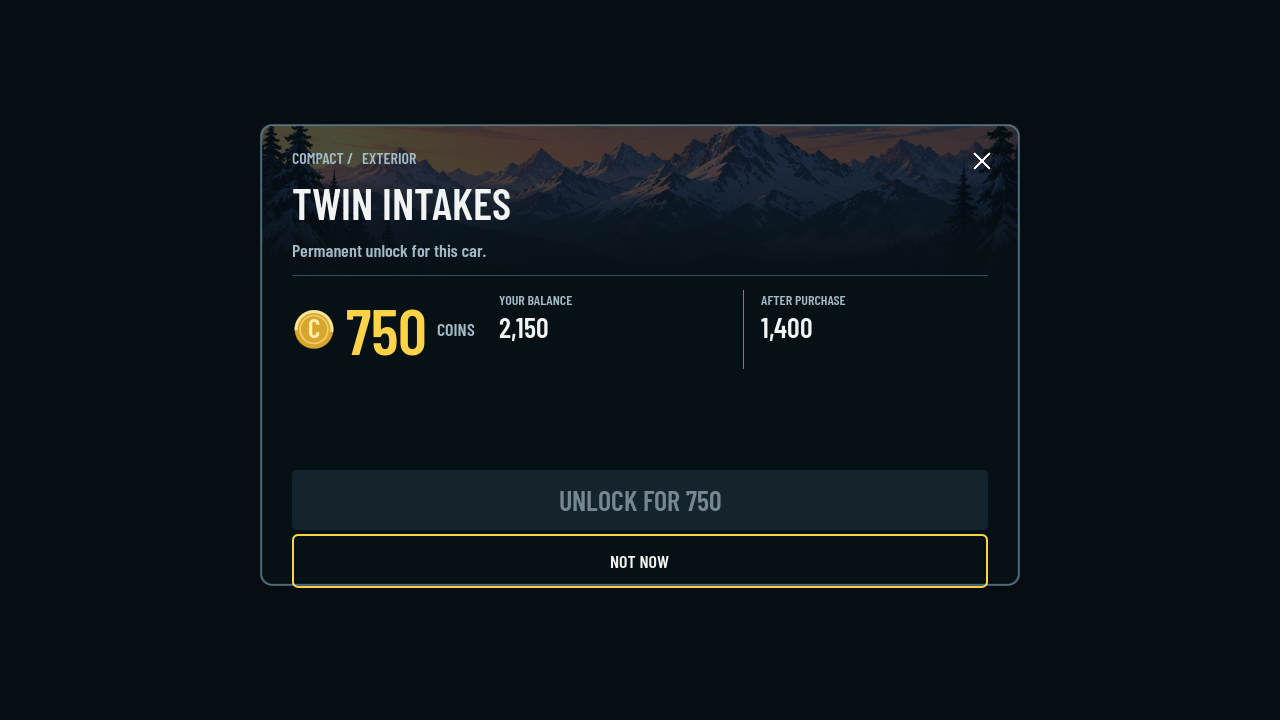 COMPACT / EXTERIOR
TWIN INTAKES
Permanent unlock for this car.
C 750 COINS
YOUR BALANCE
2,150
AFTER PURCHASE
1,400
UNLOCK FOR 750
NOT NOW